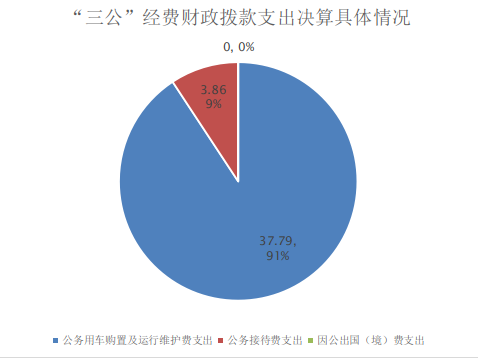 “三公”经费财政拨款支出决算具体情况
0, 0%
3.86
9%
37.79,
91%
公务用车购置及运行维护费支出 公务接待费支出 因公出国（境）费支出